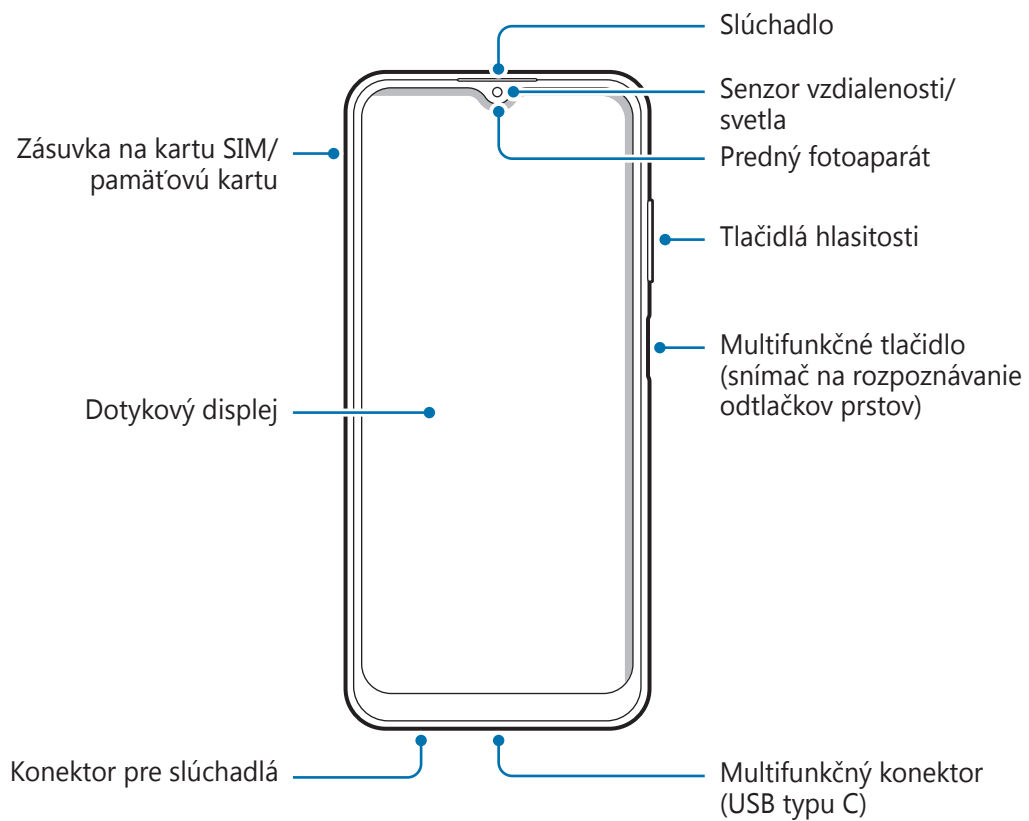 Slúchadlo
Senzor vzdialenosti/
svetla
Predný fotoaparát
Zásuvka na kartu SIM/
pamäťovú kartu
Tlačidlá hlasitosti
Multifunkčné tlačidlo
(snímač na rozpoznávanie
odtlačkov prstov)
Dotykový displej
Konektor pre slúchadlá
Multifunkčný konektor
(USB typu C)